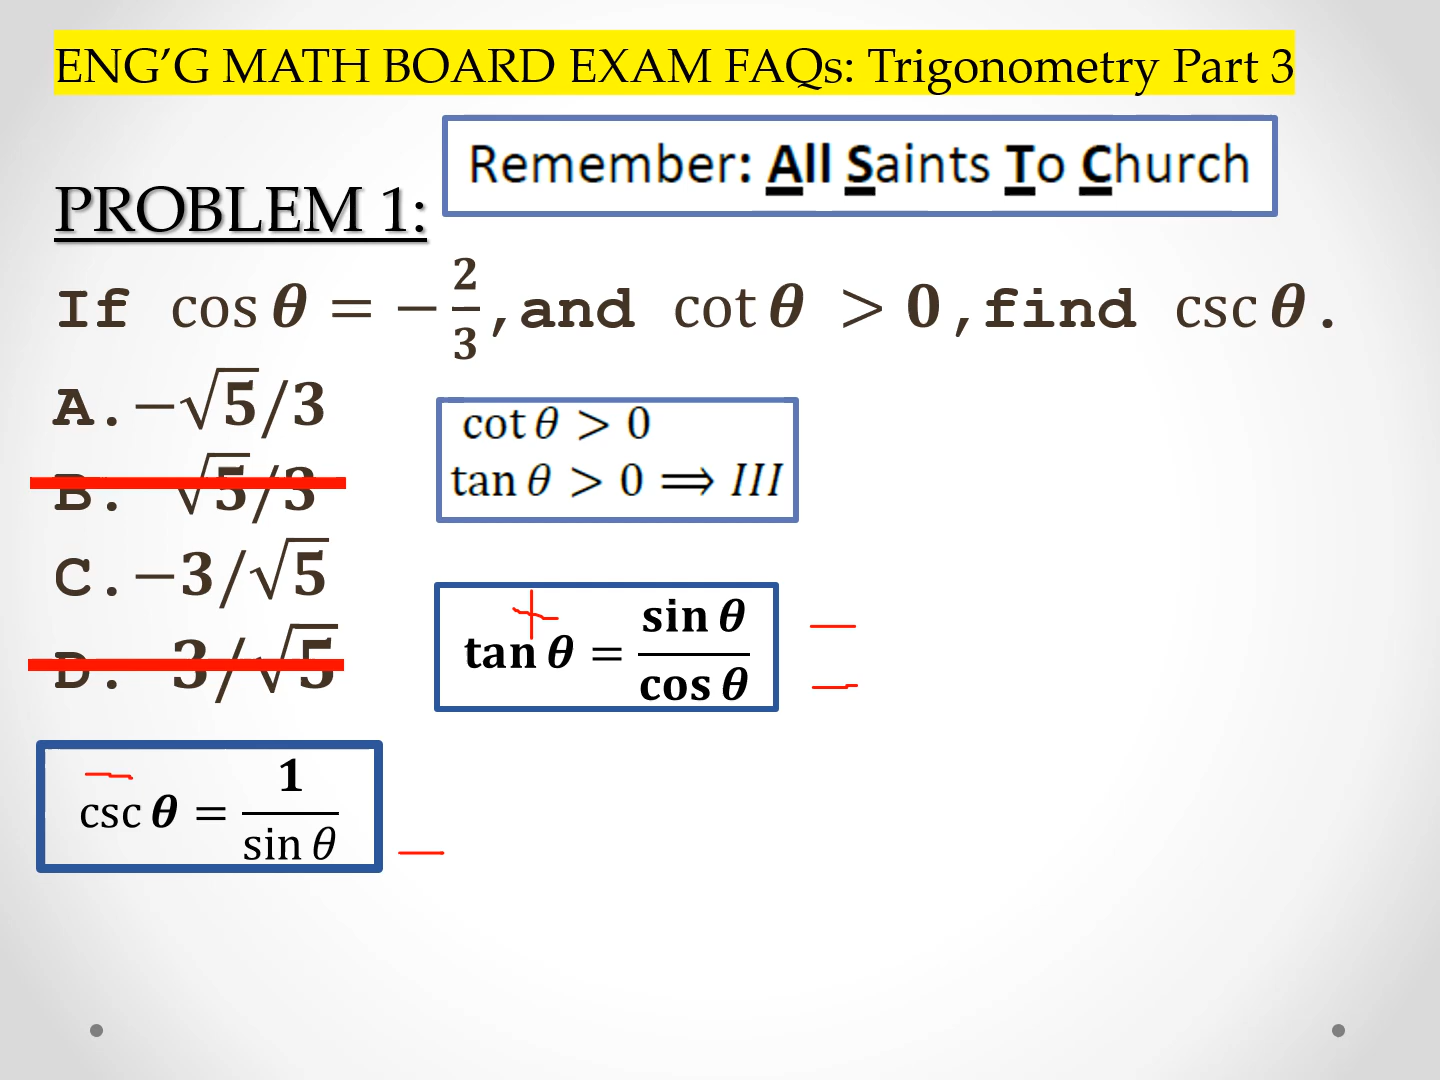 ENG’G MATH BOARD EXAM FAQs: Trigonometry Part 3
Remember: All Saints To Church
PROBLEM 1:
If cos θ = −2/3, and cot θ > 0, find csc θ.
A. −√5/3
B. √5/3
C. −3/√5
D. 3/√5
cot θ > 0
tan θ > 0 ⟹ III
tan θ = sin θ / cos θ
csc θ = 1 / sin θ